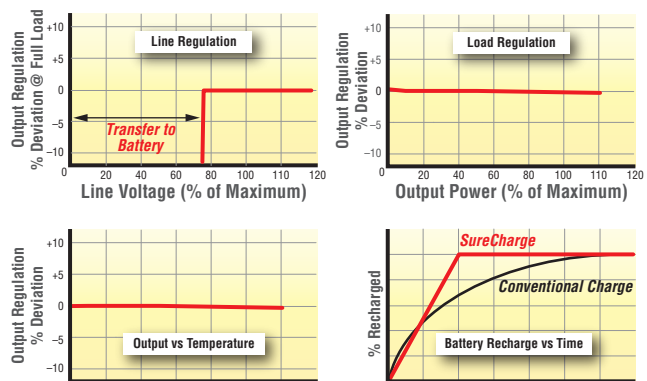 Output Regulation
% Deviation @ Full Load
+10
+5
0
−5
−10
Line Regulation
Transfer to
Battery
0 20 40 60 80 100 110 120
Line Voltage (% of Maximum)
Output Regulation
% Deviation
+10
+5
0
−5
−10
Load Regulation
0 20 40 60 80 100 110 120
Output Power (% of Maximum)
Output Regulation
% Deviation
+10
+5
0
−5
−10
Output vs Temperature
% Recharged
SureCharge
Conventional Charge
Battery Recharge vs Time